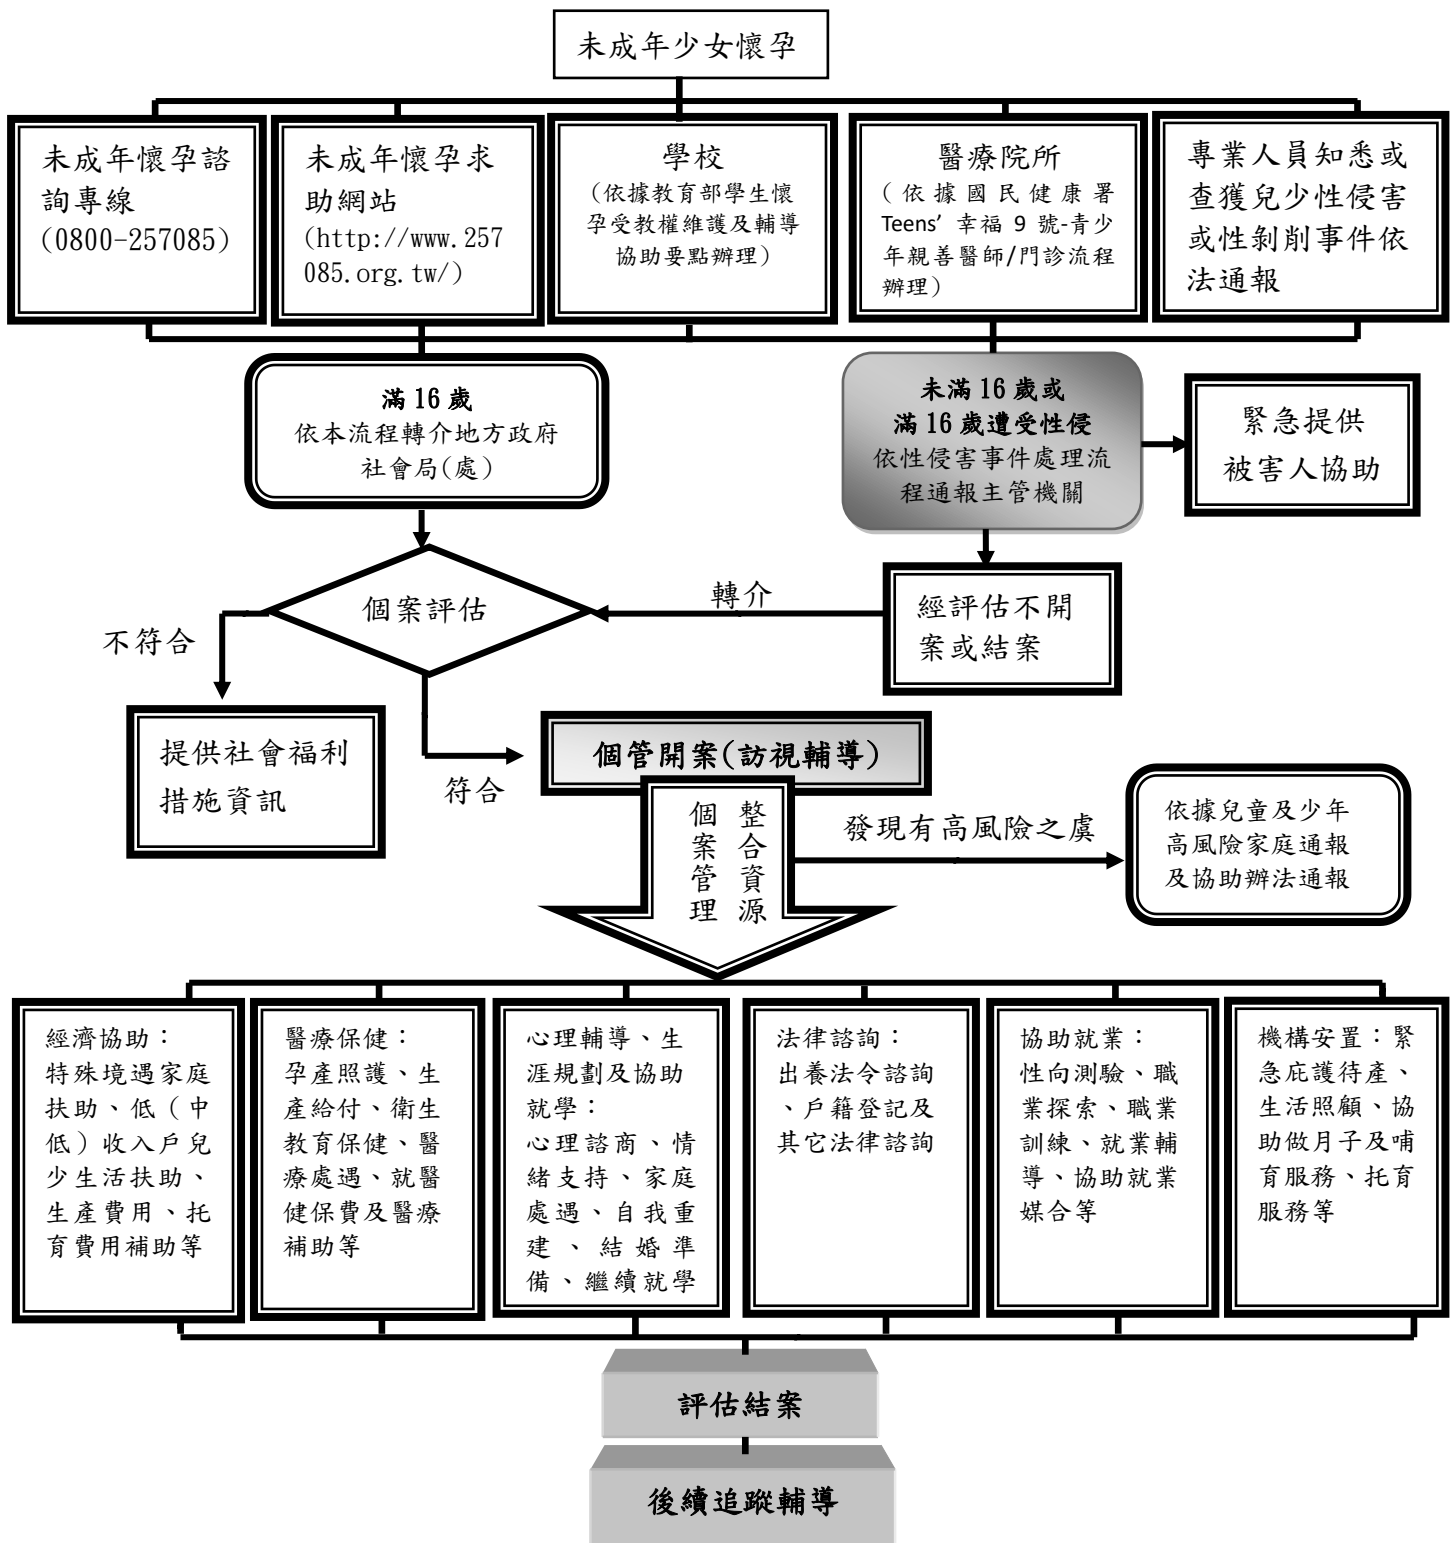 未成年少女懷孕
未成年懷孕諮
詢專線
(0800-257085)
未成年懷孕求
助網站
(http://www.257
085.org.tw/)
學校
(依據教育部學生懷
孕受教權維護及輔導
協助要點辦理)
醫療院所
(依據國民健康署
Teens’幸福 9 號-青少
年親善醫師/門診流程
辦理)
專業人員知悉或
查獲兒少性侵害
或性剝削事件依
法通報
滿 16 歲
依本流程轉介地方政府
社會局(處)
未滿 16 歲或
滿 16 歲遭受性侵
依性侵害事件處理流
程通報主管機關
緊急提供
被害人協助
個案評估
轉介
經評估不開
案或結案
不符合
提供社會福利
措施資訊
符合
個管開案(訪視輔導)
整合資源
個案管理
發現有高風險之虞
依據兒童及少年
高風險家庭通報
及協助辦法通報
經濟協助：
特殊境遇家庭
扶助、低（中
低）收入戶兒
少生活扶助、
生產費用、托
育費用補助等
醫療保健：
孕產照護、生
產給付、衛生
教育保健、醫
療處遇、就醫
健保費及醫療
補助等
心理輔導、生
涯規劃及協助
就學：
心理諮商、情
緒支持、家庭
處遇、自我重
建、結婚準
備、繼續就學
法律諮詢：
出養法令諮詢
、戶籍登記及
其它法律諮詢
協助就業：
性向測驗、職
業探索、職業
訓練、就業輔
導、協助就業
媒合等
機構安置：緊
急庇護待產、
生活照顧、協
助做月子及哺
育服務、托育
服務等
評估結案
後續追蹤輔導